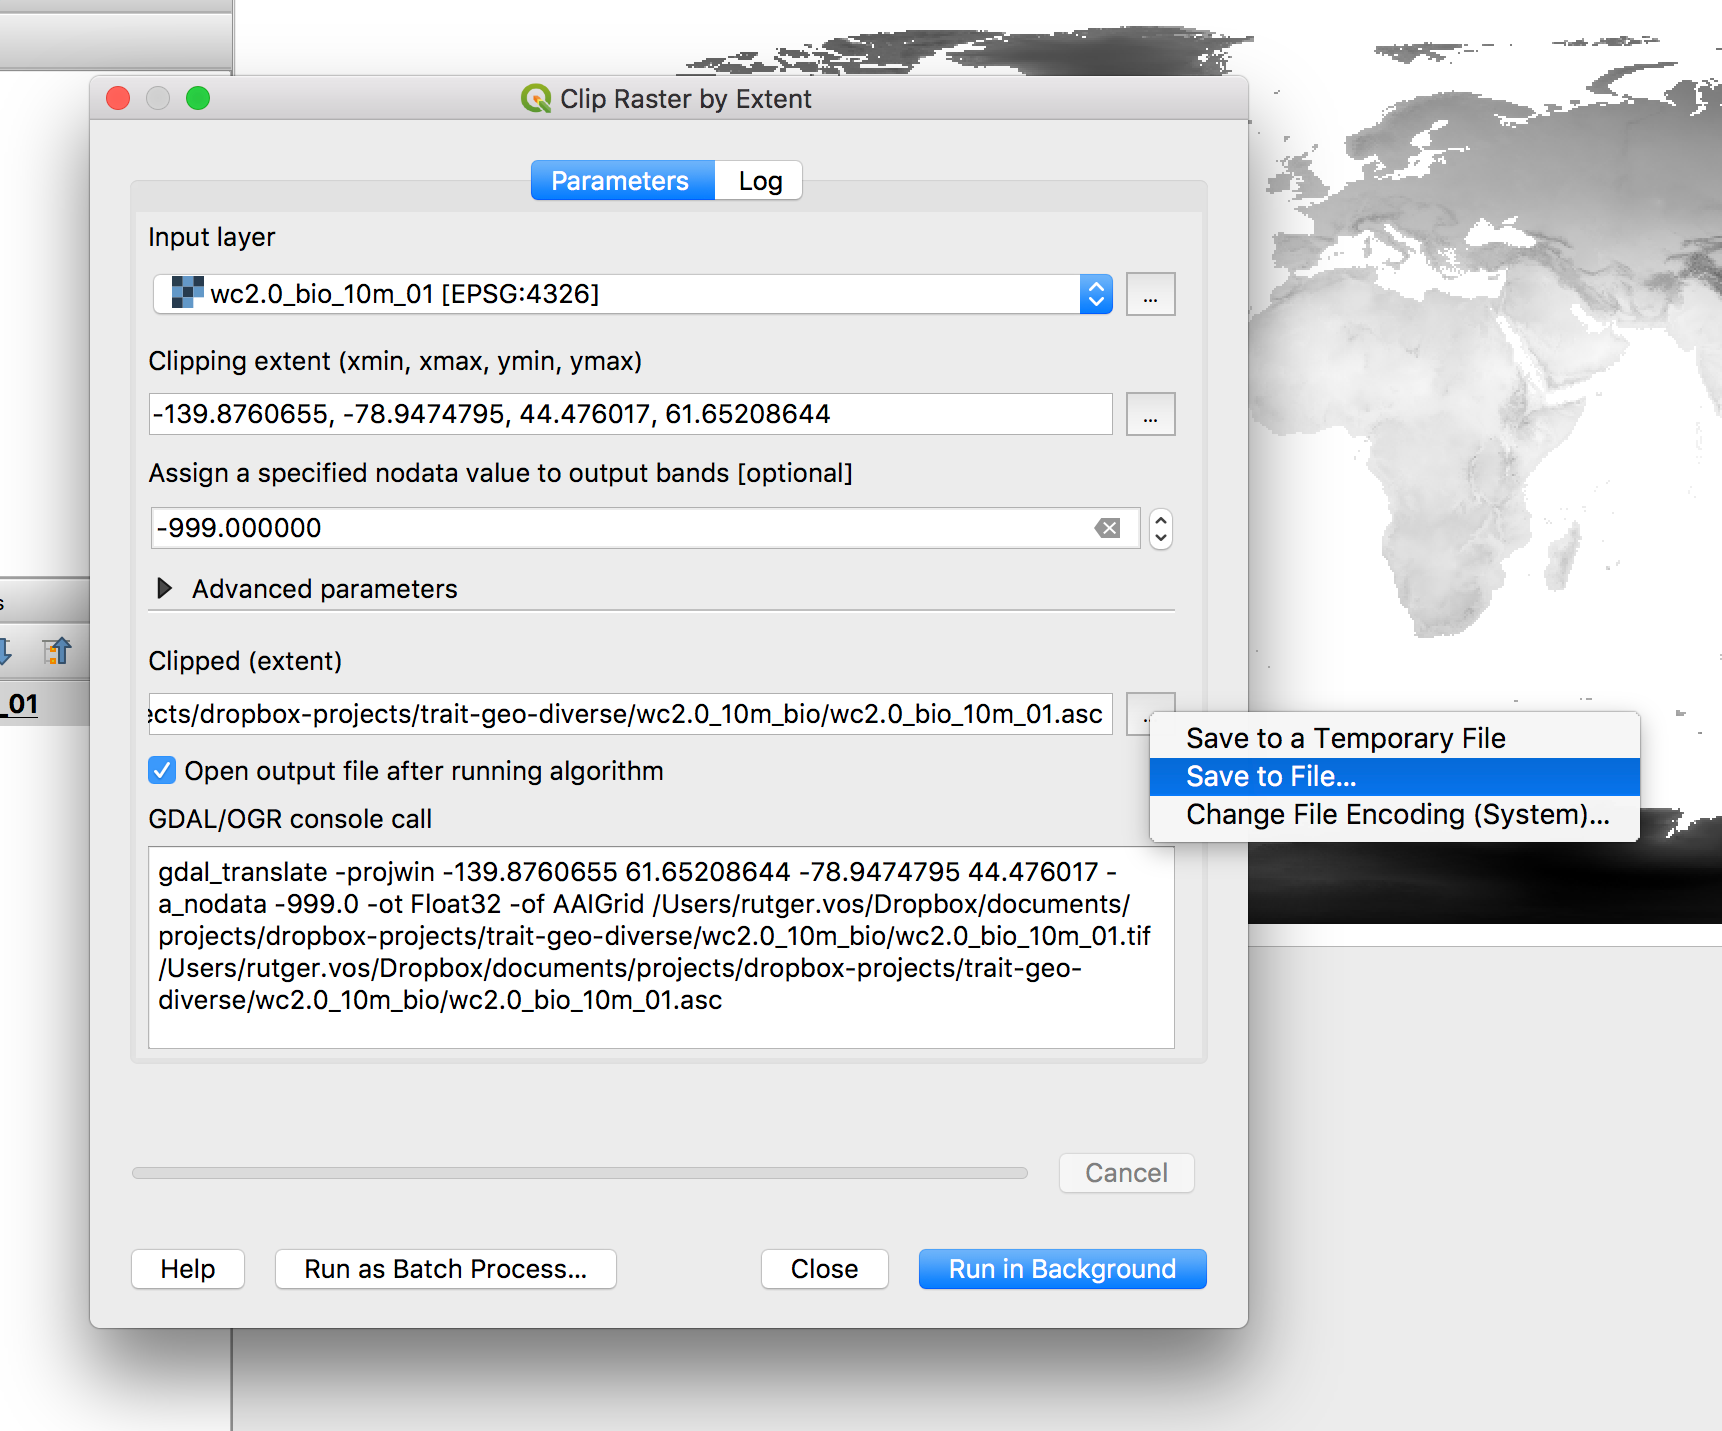 Clip Raster by Extent
Parameters
Log
Input layer
wc2.0_bio_10m_01 [EPSG:4326]
...
Clipping extent (xmin, xmax, ymin, ymax)
-139.8760655, -78.9474795, 44.476017, 61.65208644
...
Assign a specified nodata value to output bands [optional]
-999.000000
Advanced parameters
s
_01
Clipped (extent)
ects/dropbox-projects/trait-geo-diverse/wc2.0_10m_bio/wc2.0_bio_10m_01.asc
Save to a Temporary File
Save to File...
Change File Encoding (System)...
Open output file after running algorithm
GDAL/OGR console call
gdal_translate -projwin -139.8760655 61.65208644 -78.9474795 44.476017 -
a_nodata -999.0 -ot Float32 -of AAIGrid /Users/rutger.vos/Dropbox/documents/
projects/dropbox-projects/trait-geo-diverse/wc2.0_10m_bio/wc2.0_bio_10m_01.tif
/Users/rutger.vos/Dropbox/documents/projects/dropbox-projects/trait-geo-
diverse/wc2.0_10m_bio/wc2.0_bio_10m_01.asc
Cancel
Help
Run as Batch Process...
Close
Run in Background